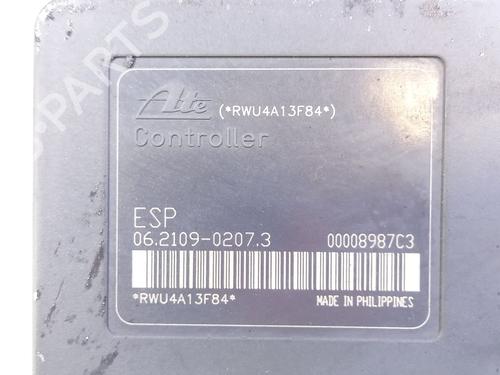 Ate (*RWU4A13F84*)
Controller
ESP
06.2109-0207.3 00008987C3
*RWU4A13F84*
MADE IN PHILIPPINES